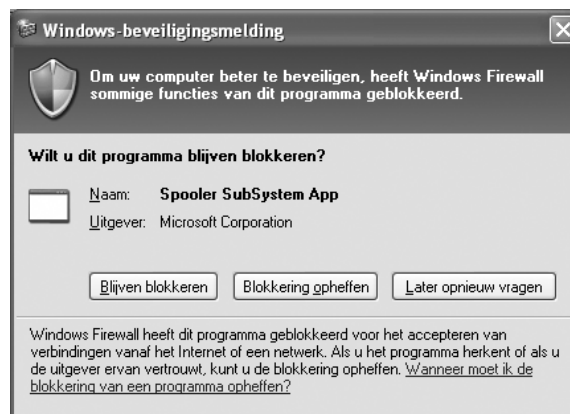 Windows-beveiligingsmelding
Om uw computer beter te beveiligen, heeft Windows Firewall
sommige functies van dit programma geblokkeerd.
Wilt u dit programma blijven blokkeren?
Naam: Spooler SubSystem App
Uitgever: Microsoft Corporation
Blijven blokkeren Blokkering opheffen Later opnieuw vragen
Windows Firewall heeft dit programma geblokkeerd voor het accepteren van
verbindingen vanaf het Internet of een netwerk. Als u het programma herkent of als u
de uitgever ervan vertrouwt, kunt u de blokkering opheffen. Wanneer moet ik de
blokkering van een programma opheffen?